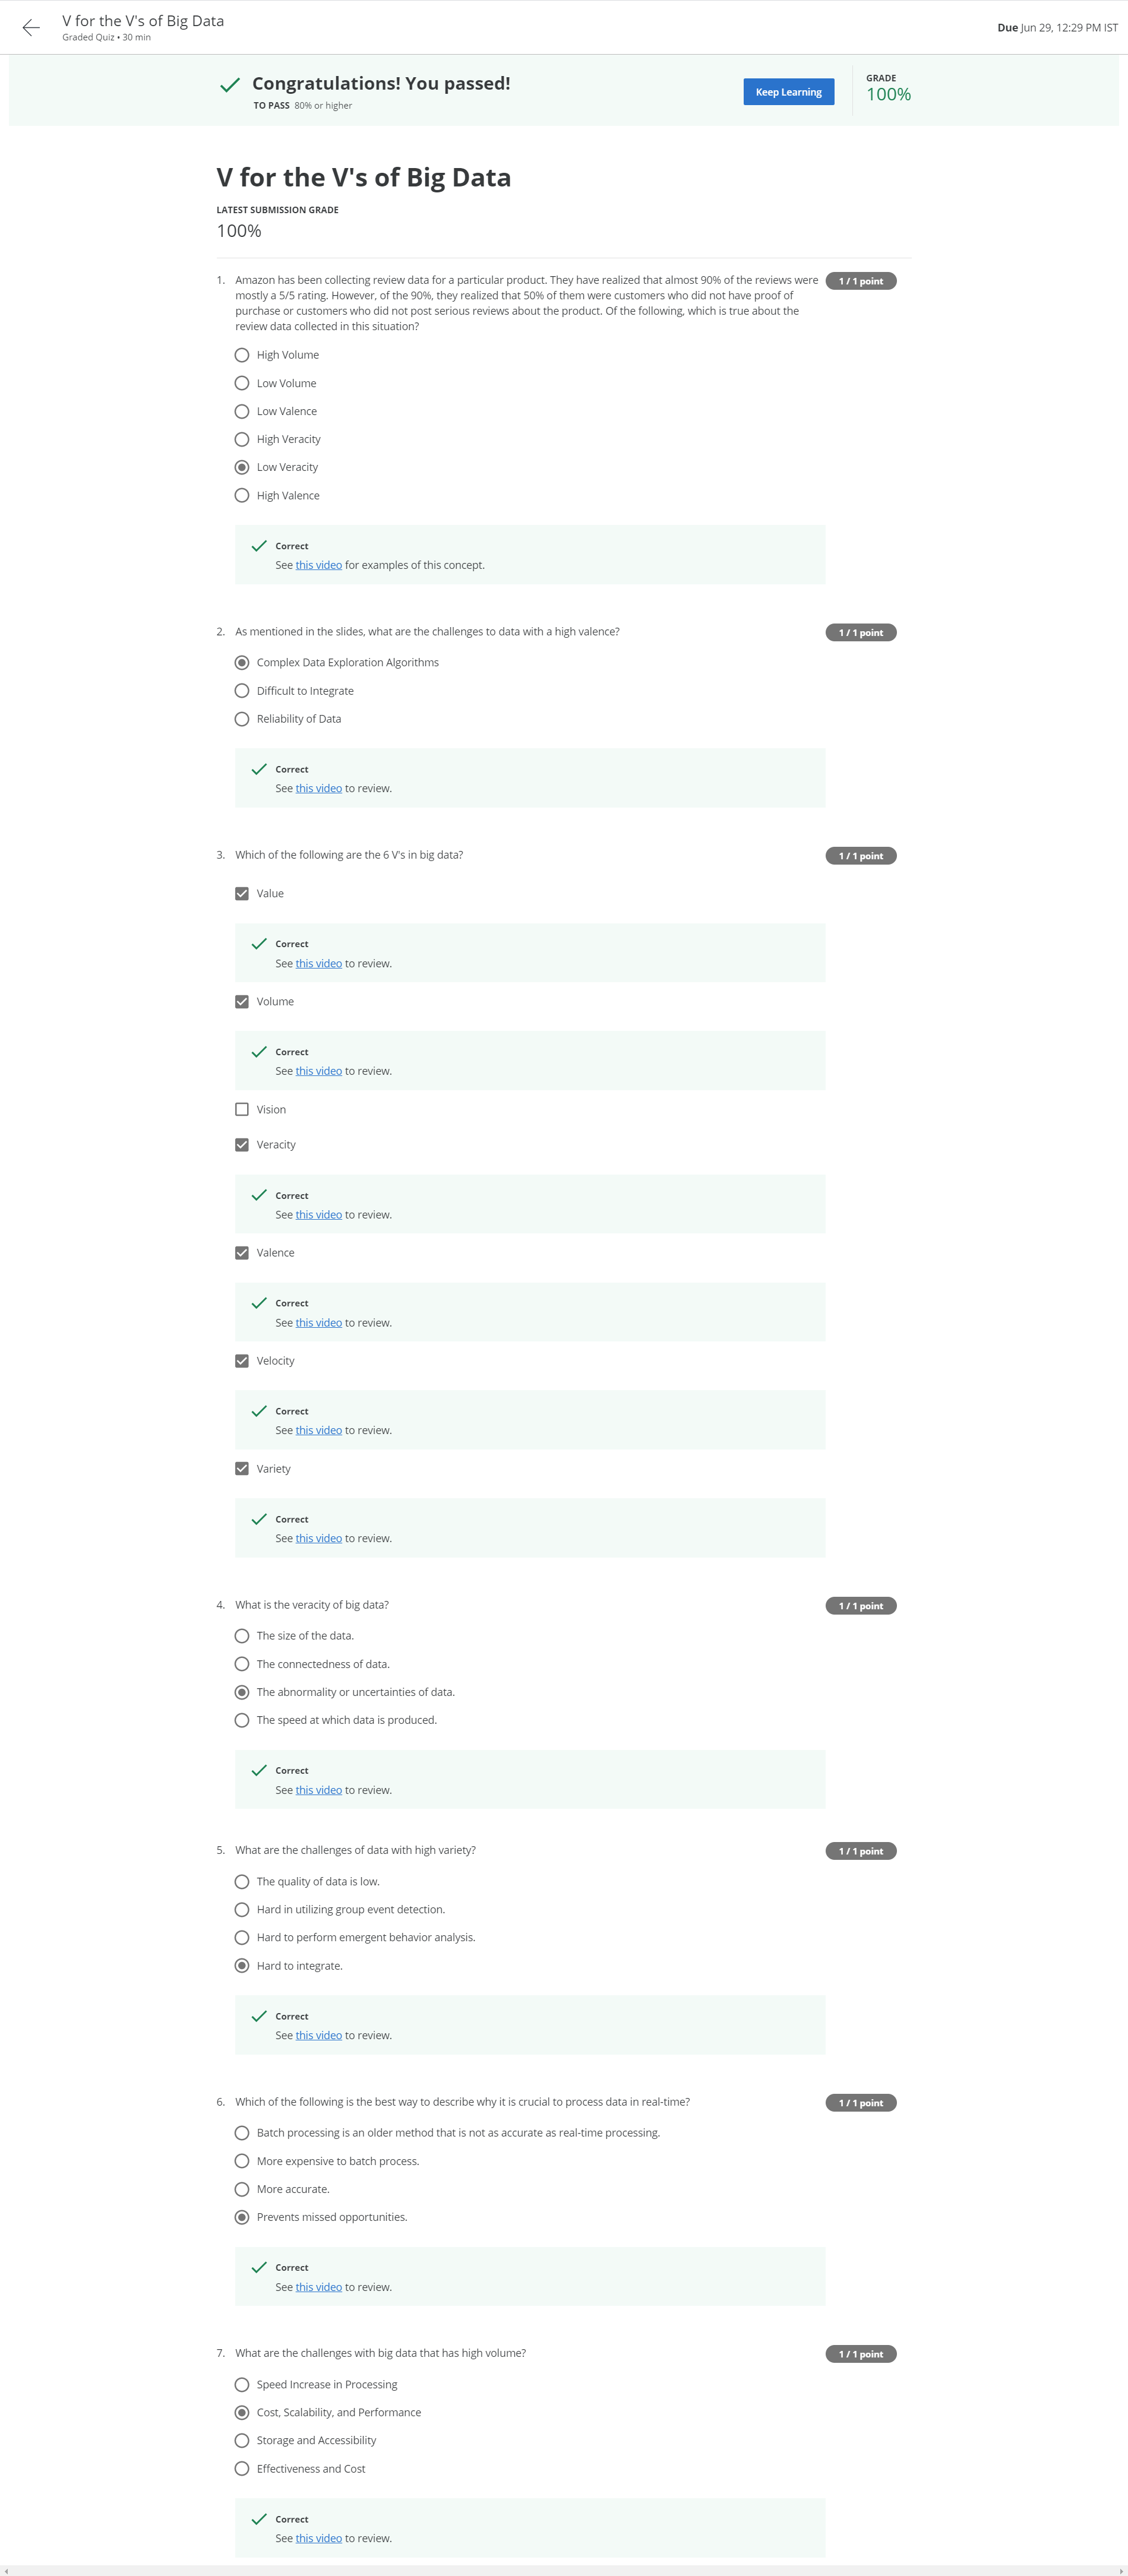 V for the V's of Big Data
Graded Quiz • 30 min
Due Jun 29, 12:29 PM IST
Congratulations! You passed!
TO PASS 80% or higher
Keep Learning
GRADE
100%
V for the V's of Big Data
LATEST SUBMISSION GRADE
100%
1. Amazon has been collecting review data for a particular product. They have realized that almost 90% of the reviews were
mostly a 5/5 rating. However, of the 90%, they realized that 50% of them were customers who did not have proof of
purchase or customers who did not post serious reviews about the product. Of the following, which is true about the
review data collected in this situation?
1 / 1 point
High Volume
Low Volume
Low Valence
High Veracity
Low Veracity
High Valence
Correct
See this video for examples of this concept.
2. As mentioned in the slides, what are the challenges to data with a high valence?
1 / 1 point
Complex Data Exploration Algorithms
Difficult to Integrate
Reliability of Data
Correct
See this video to review.
3. Which of the following are the 6 V's in big data?
1 / 1 point
Value
Correct
See this video to review.
Volume
Correct
See this video to review.
Vision
Veracity
Correct
See this video to review.
Valence
Correct
See this video to review.
Velocity
Correct
See this video to review.
Variety
Correct
See this video to review.
4. What is the veracity of big data?
1 / 1 point
The size of the data.
The connectedness of data.
The abnormality or uncertainties of data.
The speed at which data is produced.
Correct
See this video to review.
5. What are the challenges of data with high variety?
1 / 1 point
The quality of data is low.
Hard in utilizing group event detection.
Hard to perform emergent behavior analysis.
Hard to integrate.
Correct
See this video to review.
6. Which of the following is the best way to describe why it is crucial to process data in real-time?
1 / 1 point
Batch processing is an older method that is not as accurate as real-time processing.
More expensive to batch process.
More accurate.
Prevents missed opportunities.
Correct
See this video to review.
7. What are the challenges with big data that has high volume?
1 / 1 point
Speed Increase in Processing
Cost, Scalability, and Performance
Storage and Accessibility
Effectiveness and Cost
Correct
See this video to review.